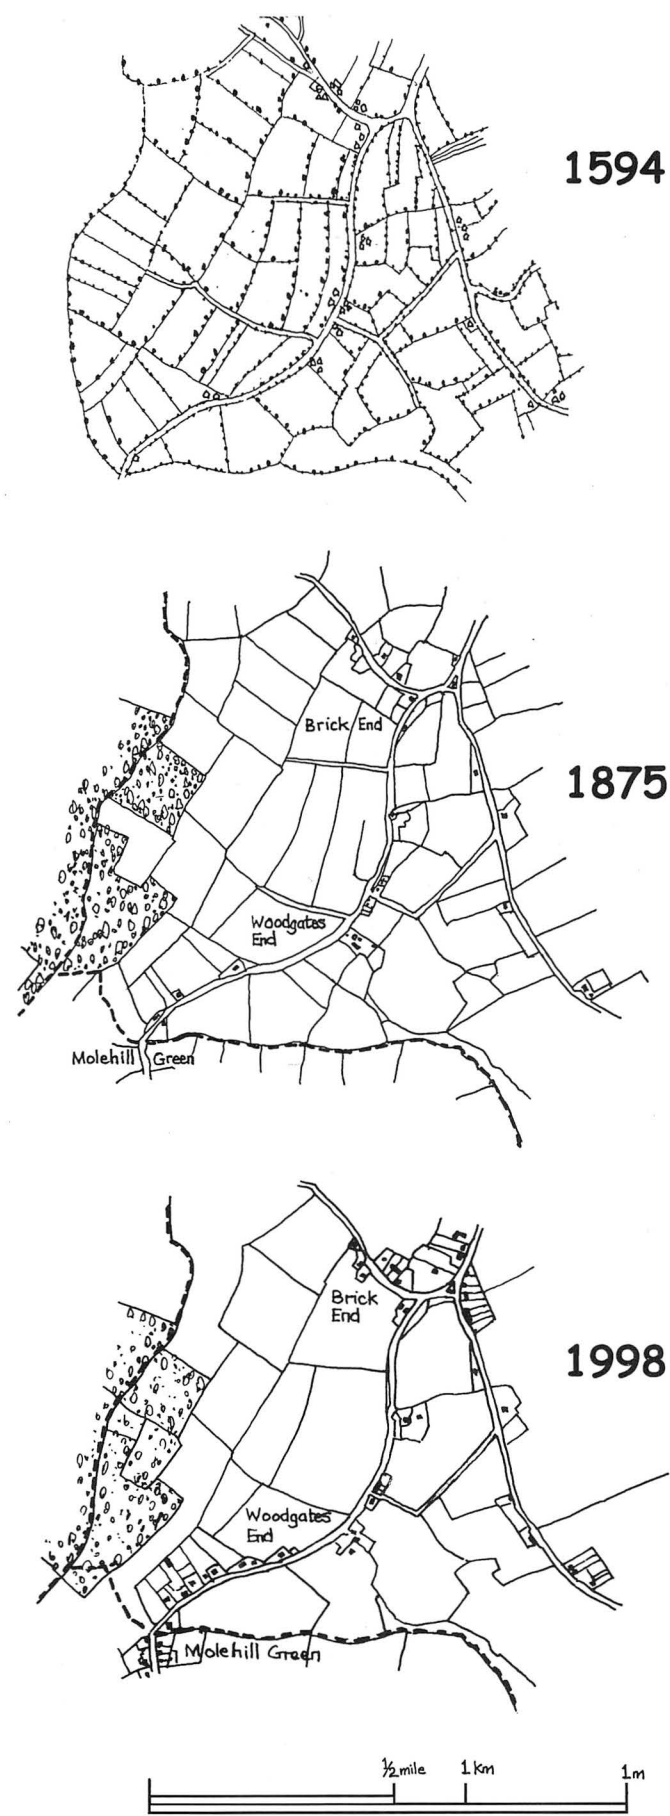 1594
1875
Brick End
Woodgates
End
Molehill Green
1998
Brick
End
Woodgates
End
Molehill Green
½ mile 1 Km 1 m